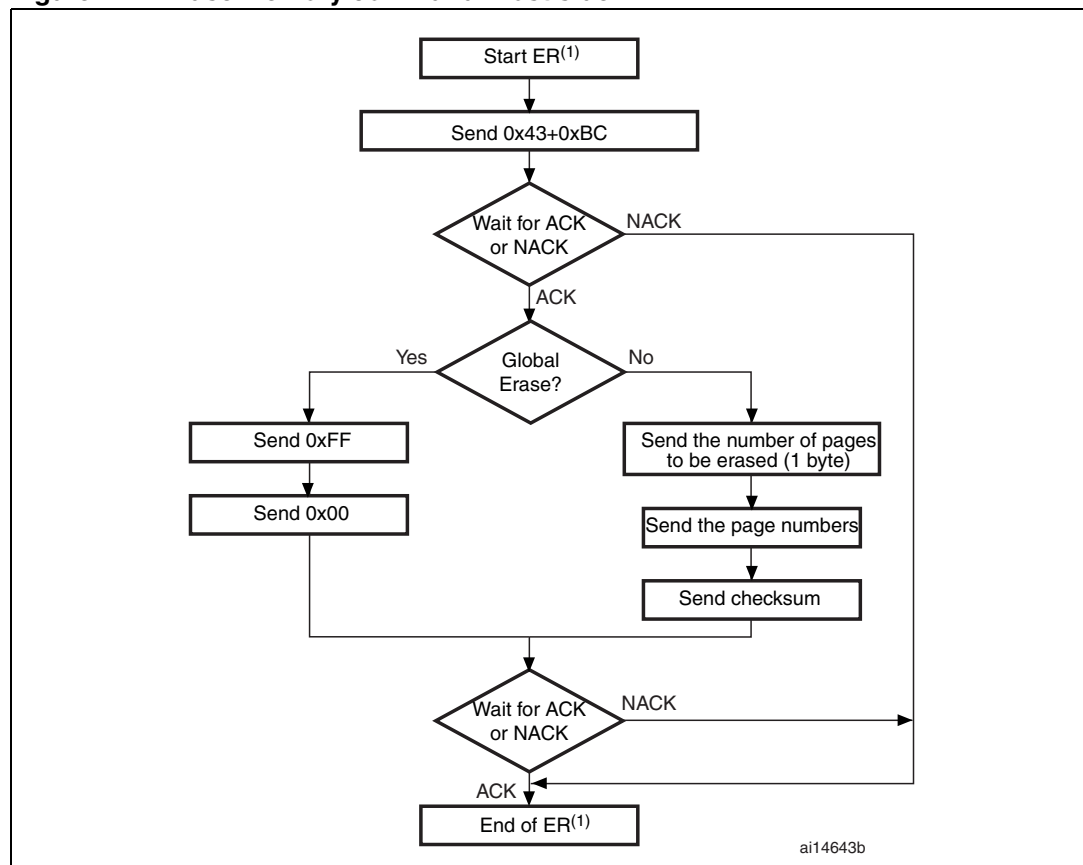 Start ER(1)
Send 0x43+0xBC
Wait for ACK
or NACK
NACK
ACK
Yes
Global
Erase?
No
Send 0xFF
Send 0x00
Send the number of pages
to be erased (1 byte)
Send the page numbers
Send checksum
Wait for ACK
or NACK
NACK
ACK
End of ER(1)
ai14643b